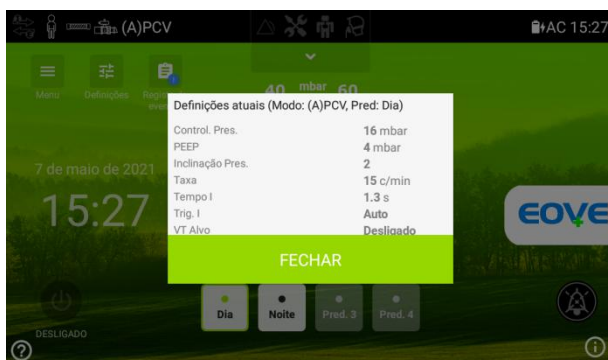 (A)PCV
AC 15:27
40 mbar 60
Menu
Definições
Definições atuais (Modo: (A)PCV, Pred: Dia)
Control. Pres. 16 mbar
PEEP 4 mbar
Inclinação Pres. 2
Taxa 15 c/min
Tempo I 1.3 s
Trig. I Auto
VT Alvo Desligado
FECHAR
7 de maio de 2021
15:27
EOVE
Dia
Noite
Pred. 3
Pred. 4
DESLIGADO